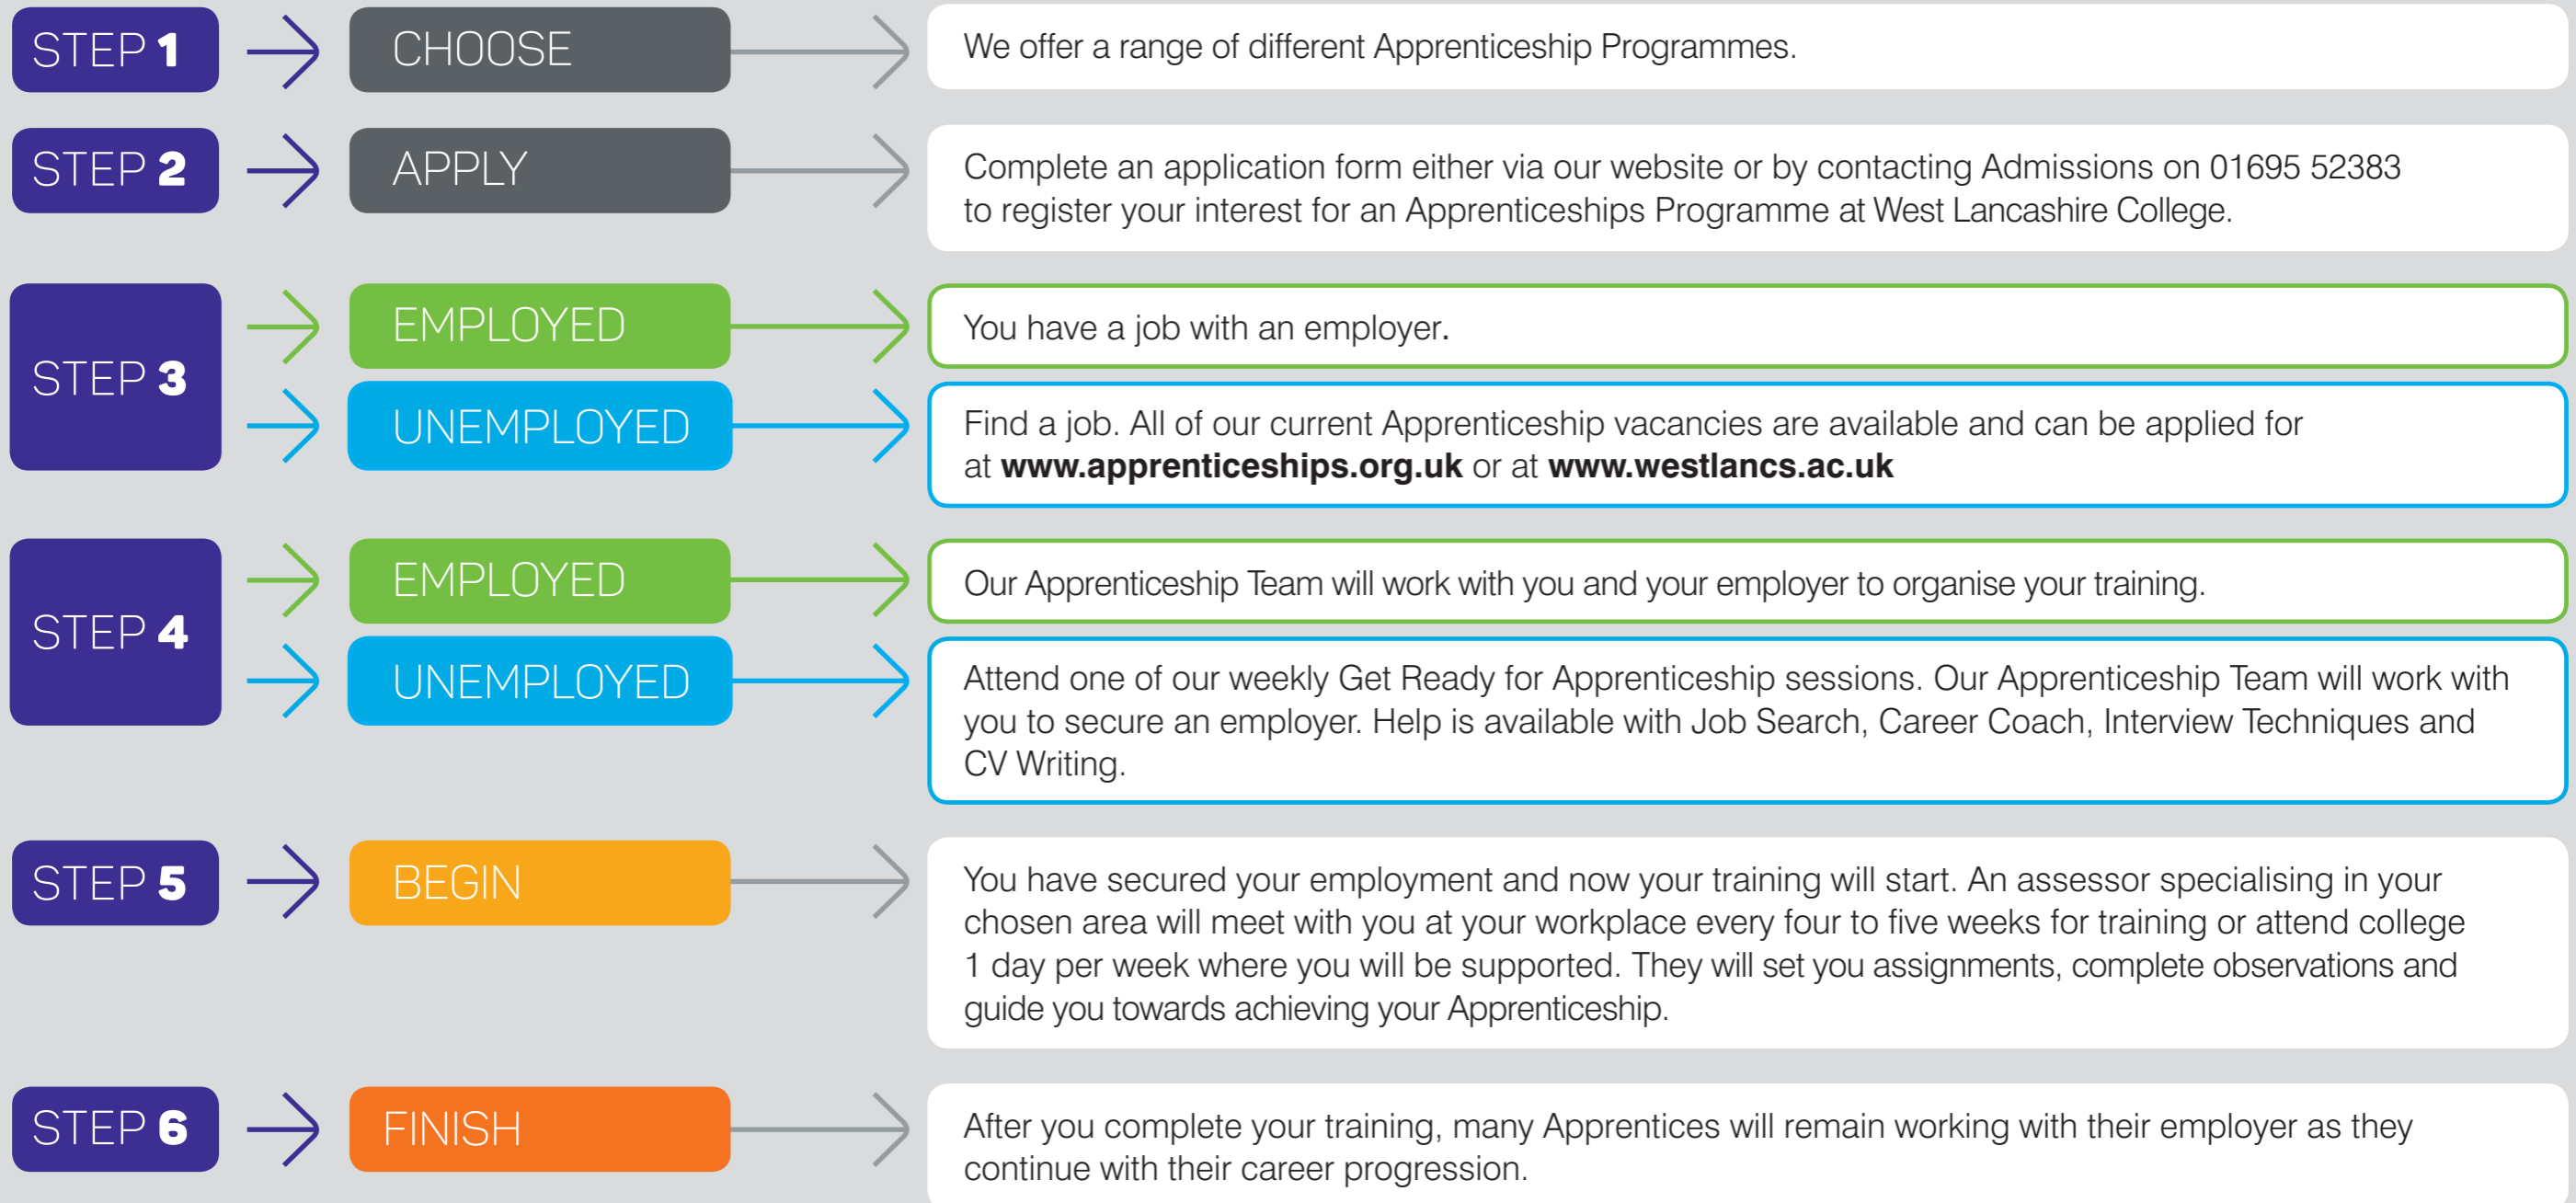 STEP 1
CHOOSE
We offer a range of different Apprenticeship Programmes.
STEP 2
APPLY
Complete an application form either via our website or by contacting Admissions on 01695 52383
to register your interest for an Apprenticeships Programme at West Lancashire College.
STEP 3
EMPLOYED
You have a job with an employer.
UNEMPLOYED
Find a job. All of our current Apprenticeship vacancies are available and can be applied for
at www.apprenticeships.org.uk or at www.westlancs.ac.uk
STEP 4
EMPLOYED
Our Apprenticeship Team will work with you and your employer to organise your training.
UNEMPLOYED
Attend one of our weekly Get Ready for Apprenticeship sessions. Our Apprenticeship Team will work with
you to secure an employer. Help is available with Job Search, Career Coach, Interview Techniques and
CV Writing.
STEP 5
BEGIN
You have secured your employment and now your training will start. An assessor specialising in your
chosen area will meet with you at your workplace every four to five weeks for training or attend college
1 day per week where you will be supported. They will set you assignments, complete observations and
guide you towards achieving your Apprenticeship.
STEP 6
FINISH
After you complete your training, many Apprentices will remain working with their employer as they
continue with their career progression.